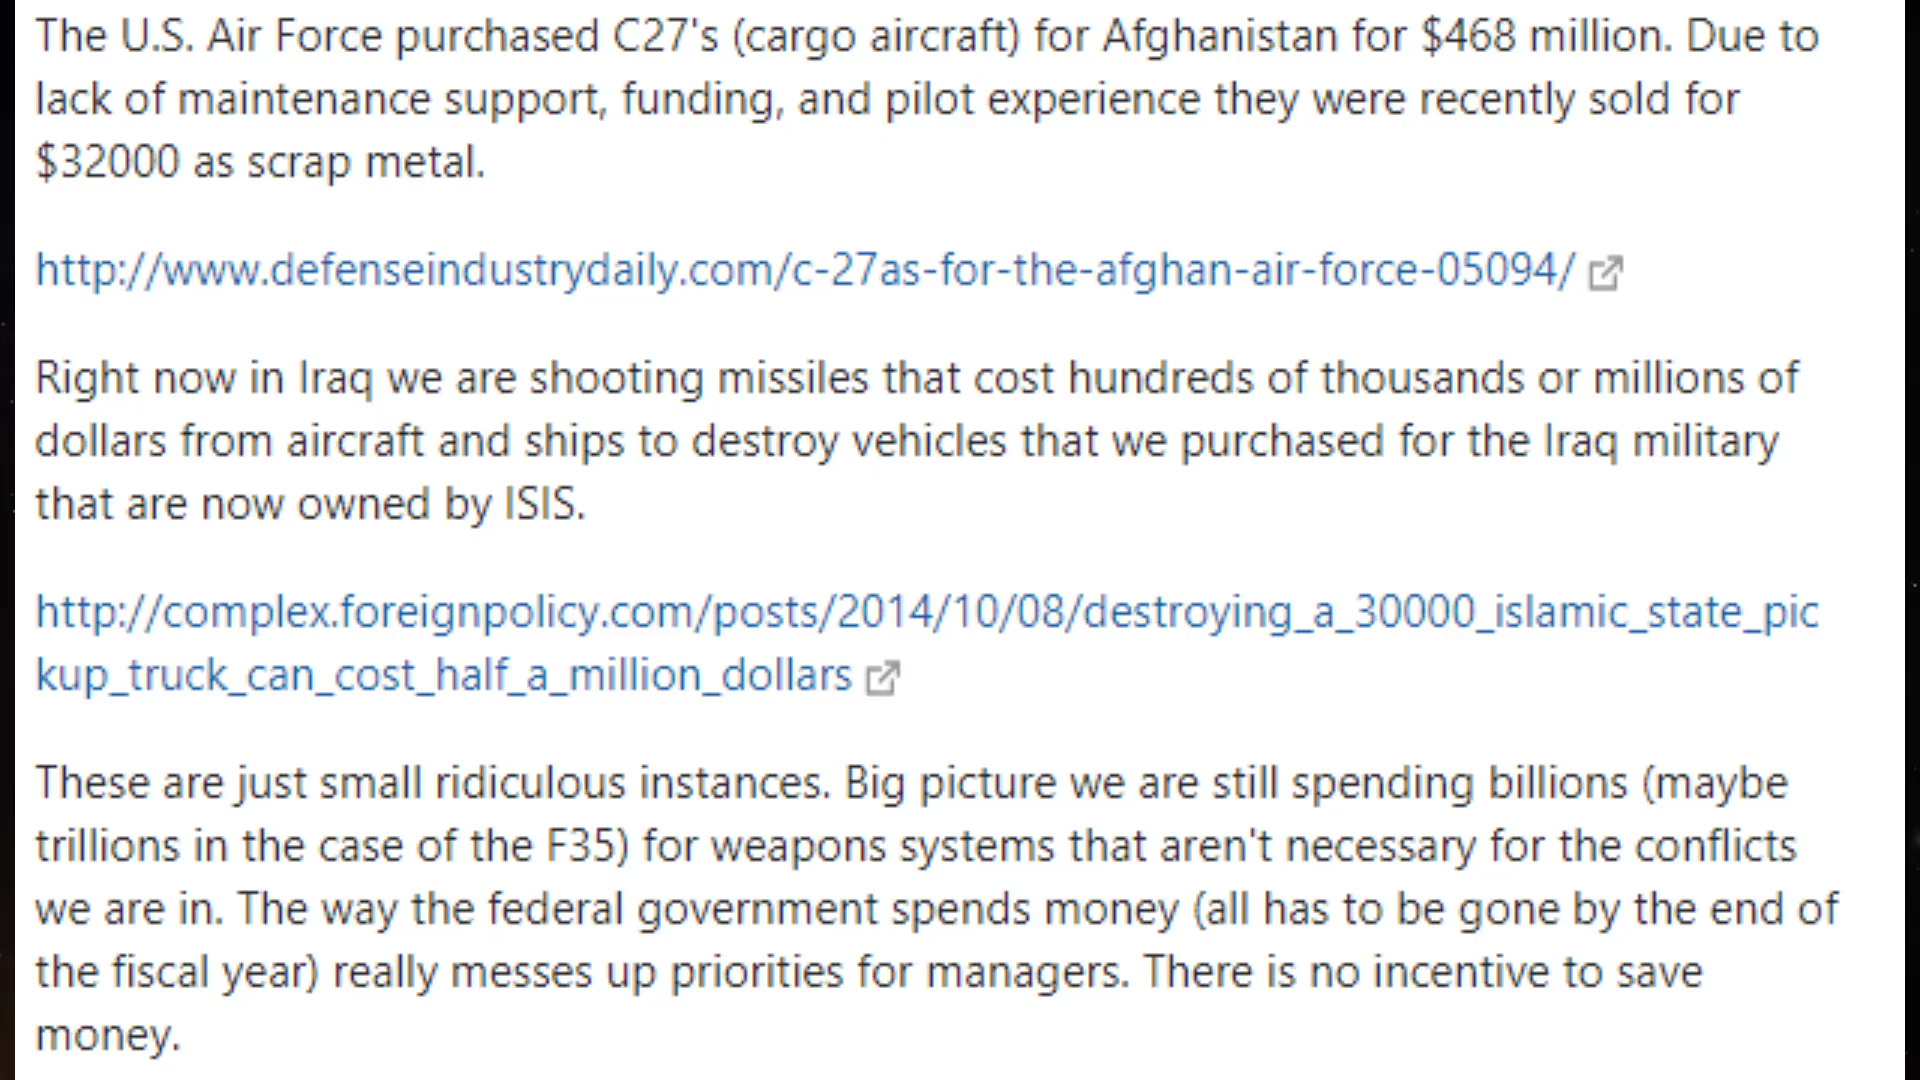 The U.S. Air Force purchased C27's (cargo aircraft) for Afghanistan for $468 million. Due to
lack of maintenance support, funding, and pilot experience they were recently sold for
$32000 as scrap metal.
http://www.defenseindustrydaily.com/c-27as-for-the-afghan-air-force-05094/
Right now in Iraq we are shooting missiles that cost hundreds of thousands or millions of
dollars from aircraft and ships to destroy vehicles that we purchased for the Iraq military
that are now owned by ISIS.
http://complex.foreignpolicy.com/posts/2014/10/08/destroying_a_30000_islamic_state_pic
kup_truck_can_cost_half_a_million_dollars
These are just small ridiculous instances. Big picture we are still spending billions (maybe
trillions in the case of the F35) for weapons systems that aren't necessary for the conflicts
we are in. The way the federal government spends money (all has to be gone by the end of
the fiscal year) really messes up priorities for managers. There is no incentive to save
money.